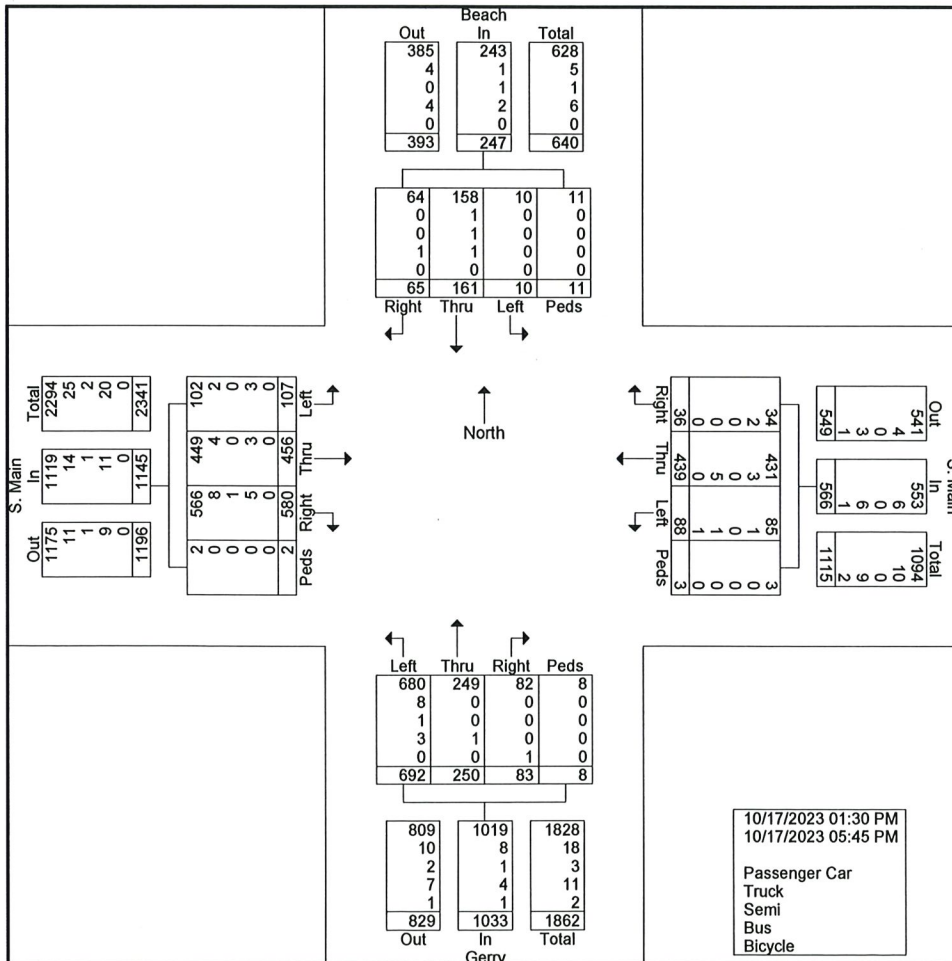 Beach
Out In Total
385 243 628
4 1 5
0 1 1
4 2 6
0 0 0
393 247 640
64 158 10 11
0 1 0 0
0 1 0 0
1 1 0 0
0 0 0 0
65 161 10 11
Right Thru Left Peds
North
S. Main
Total
2294 25 2 20 0 2341
In
1119 14 1 11 0 1145
Out
1175 11 1 9 0 1196
102 2 0 3 0 107
Left
449 4 0 3 0 456
Thru
566 8 1 5 0 580
Right
2 0 0 0 0 2
Peds
Right
34 2 0 0 0 36
Thru
431 3 0 5 0 439
Left
85 1 0 1 1 88
Peds
3 0 0 0 0 3
Out
541 4 0 3 1 549
In
553 6 0 6 1 566
Total
1094 10 0 9 2 1115
S. Main
Left Thru Right Peds
680 249 82 8
8 0 0 0
1 0 0 0
3 1 0 0
0 0 1 0
692 250 83 8
809 1019 1828
10 8 18
2 1 3
7 4 11
1 1 2
829 1033 1862
Out In Total
Gerry
10/17/2023 01:30 PM
10/17/2023 05:45 PM
Passenger Car
Truck
Semi
Bus
Bicycle